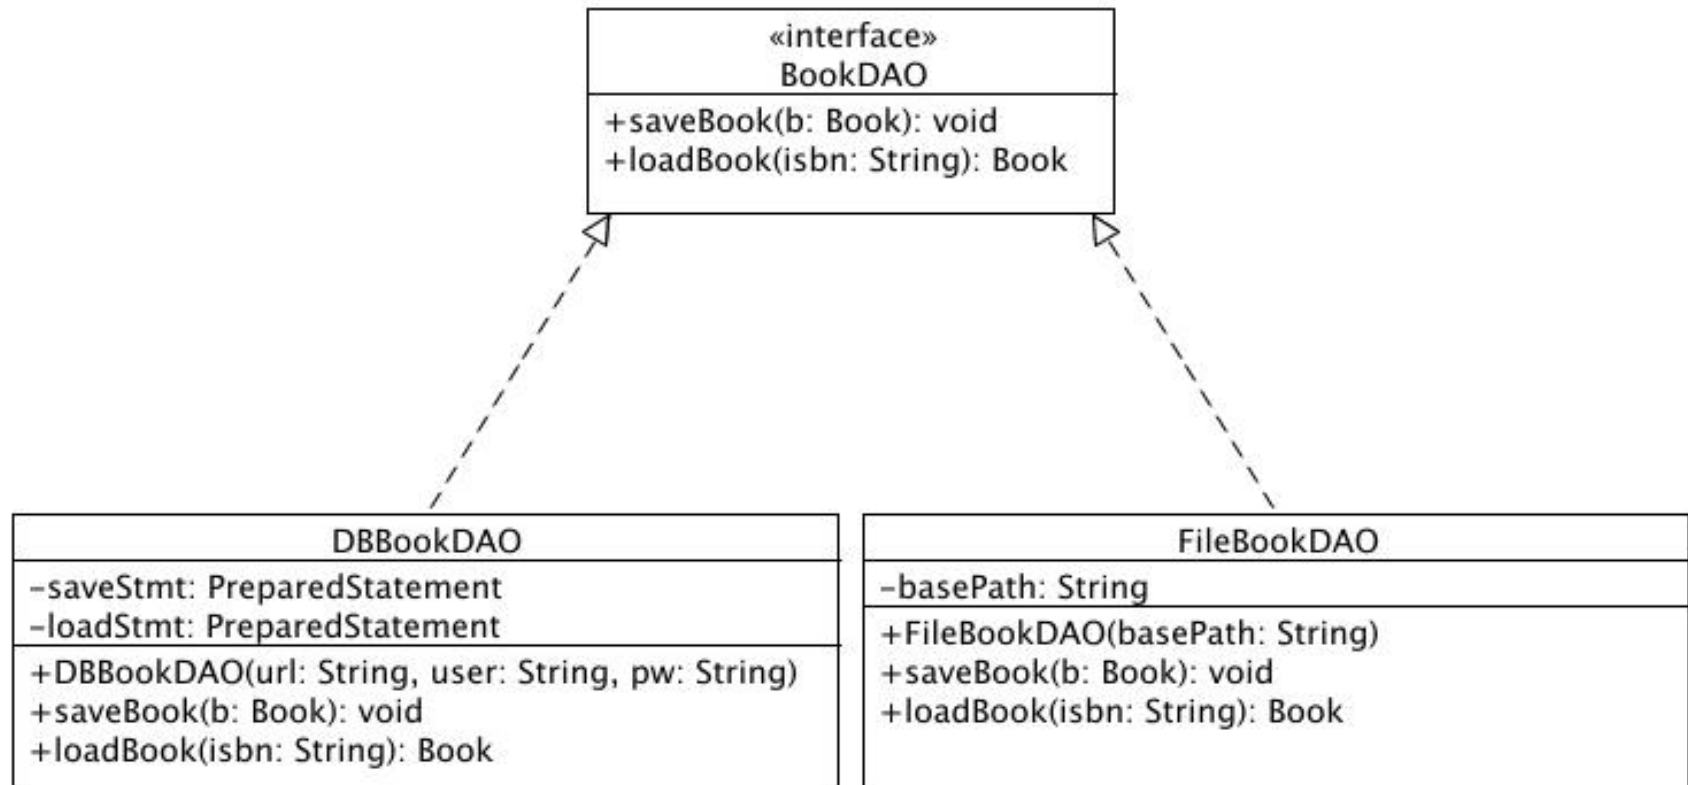 «interface»
BookDAO
+saveBook(b: Book): void
+loadBook(isbn: String): Book
DBBookDAO
-saveStmt: PreparedStatement
-loadStmt: PreparedStatement
+DBBookDAO(url: String, user: String, pw: String)
+saveBook(b: Book): void
+loadBook(isbn: String): Book
FileBookDAO
-basePath: String
+FileBookDAO(basePath: String)
+saveBook(b: Book): void
+loadBook(isbn: String): Book